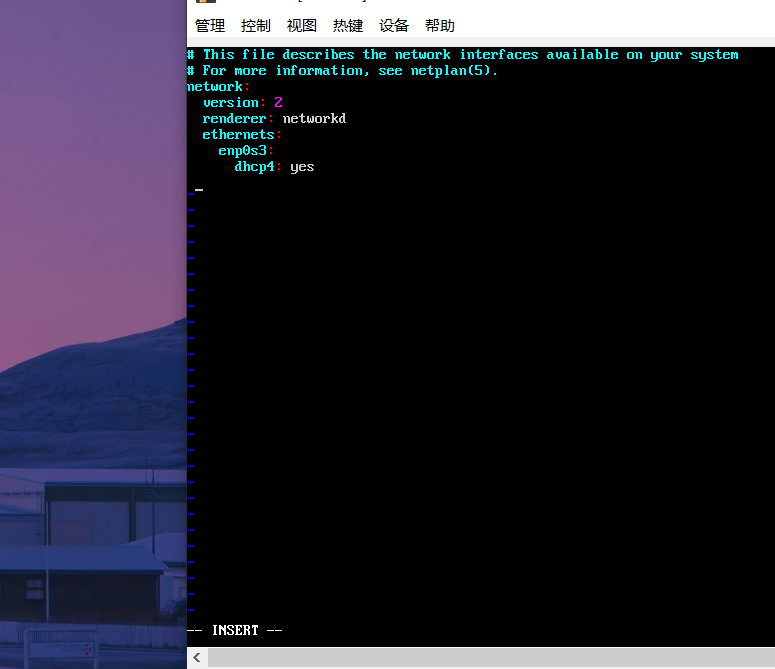 管理 控制 视图 热键 设备 帮助
# This file describes the network interfaces available on your system
# For more information, see netplan(5).
network:
  version: 2
  renderer: networkd
  ethernets:
    enp0s3:
      dhcp4: yes
-- INSERT --